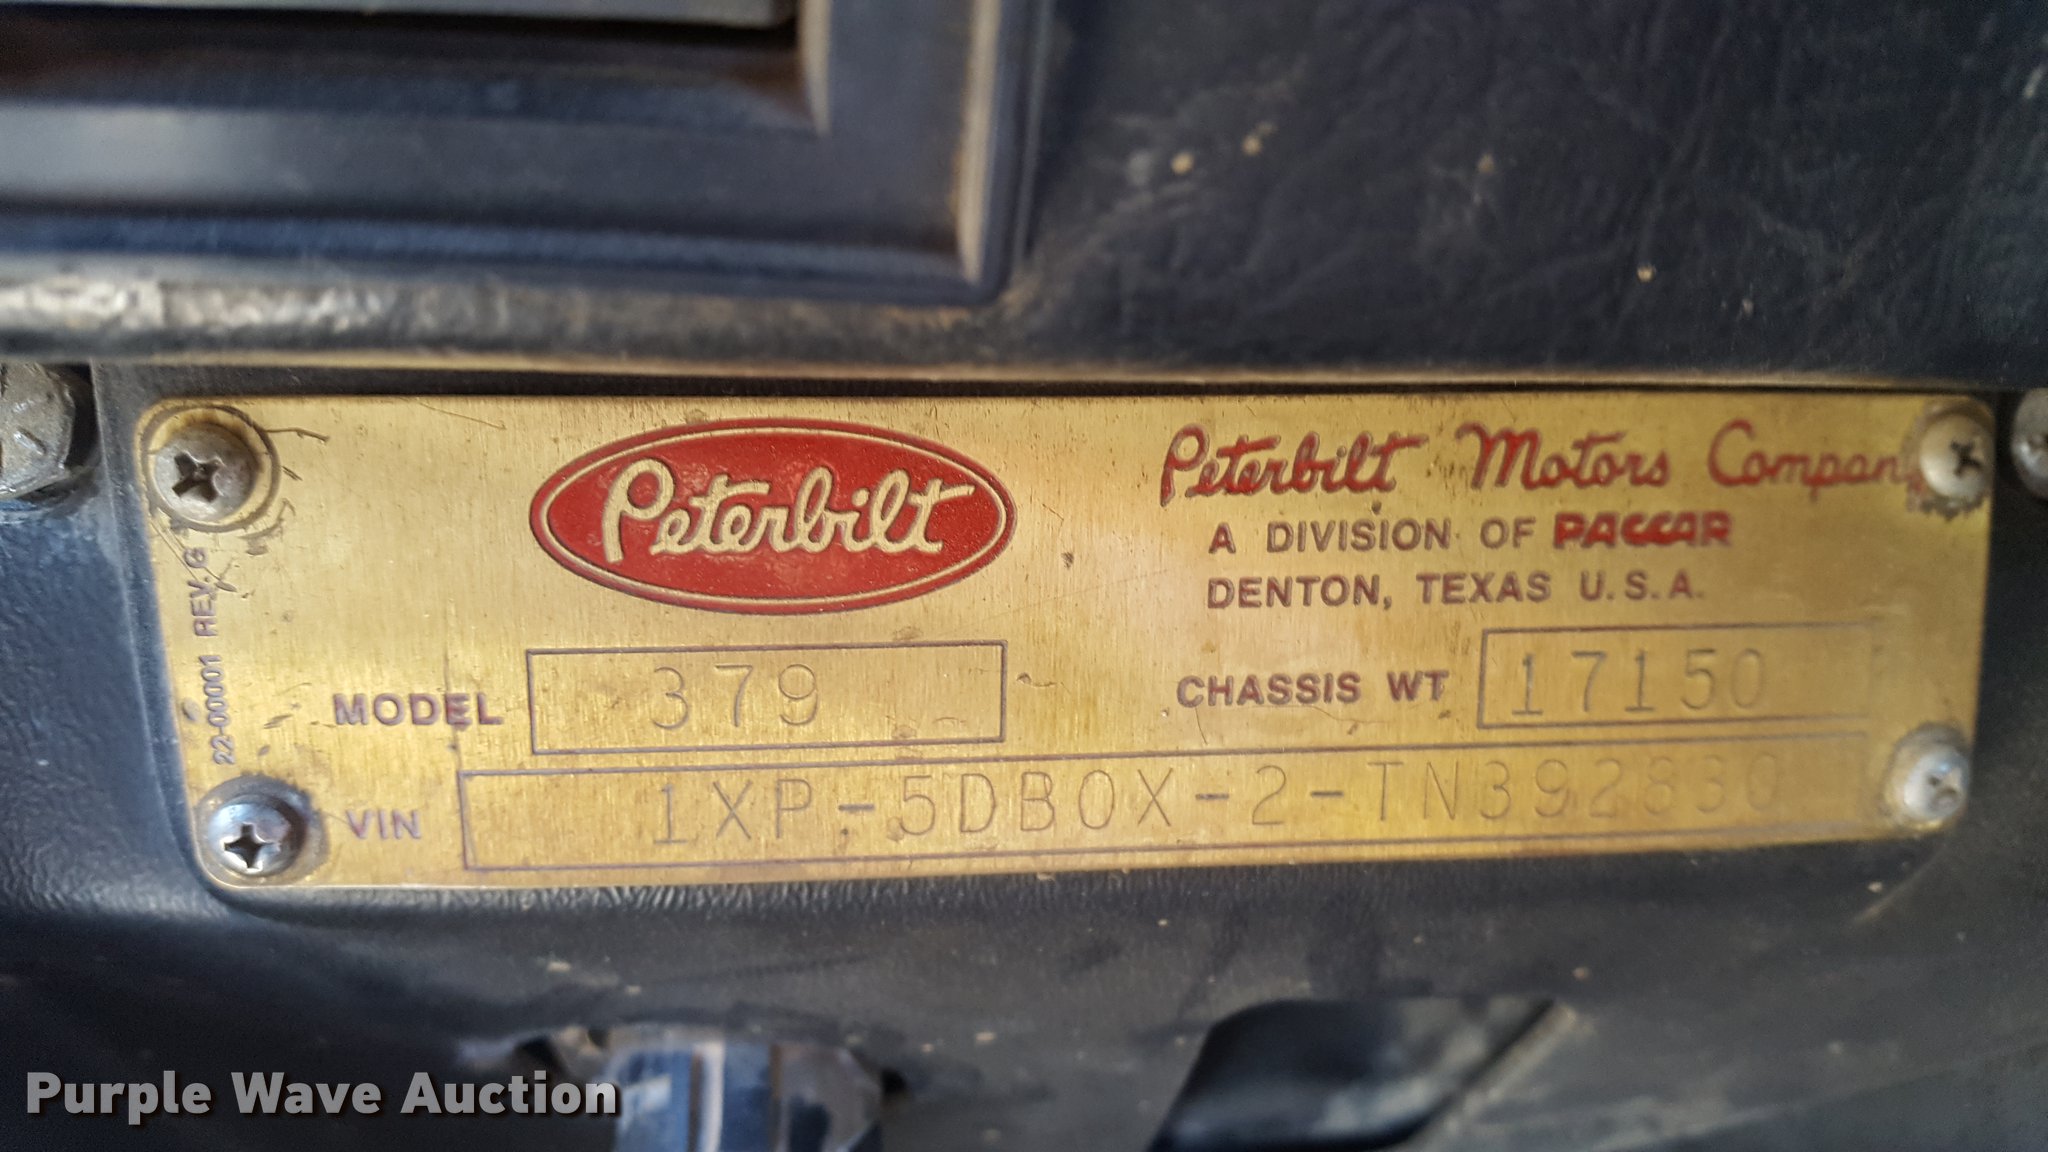 Peterbilt
Peterbilt Motors Company
A DIVISION OF PACCAR
DENTON, TEXAS U.S.A.
MODEL 379
CHASSIS WT 17150
VIN 1XP-5DB0X-2-TN392830
22-00001 REV. G
Purple Wave Auction